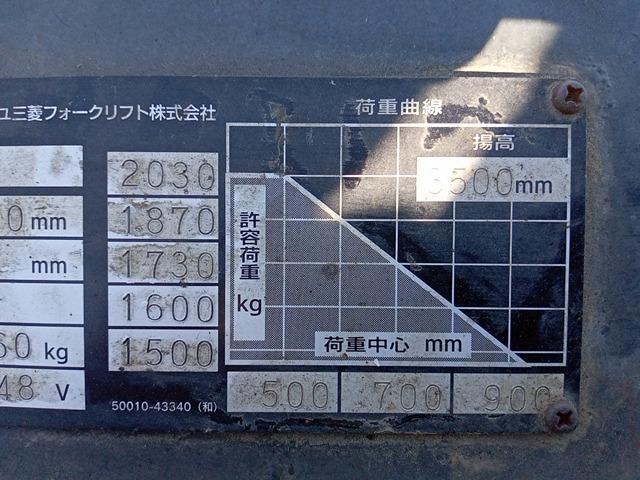 ユ三菱フォークリフト株式会社
荷重曲線
揚高
3500mm
2030
1870
1730
1600
1500
許容荷重
kg
荷重中心 mm
0mm
mm
60 kg
48 V
50010-43340 (和)
500
700
900